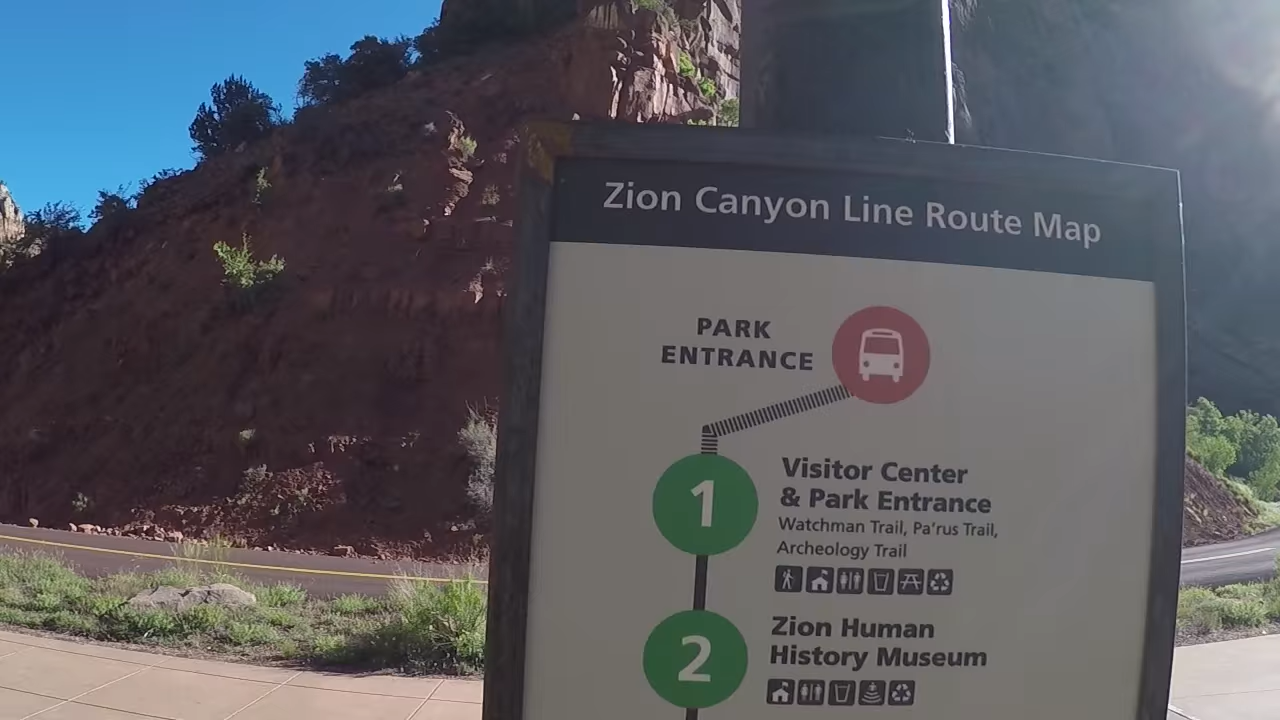 Zion Canyon Line Route Map
PARK
ENTRANCE
1
Visitor Center
& Park Entrance
Watchman Trail, Pa'rus Trail,
Archeology Trail
2
Zion Human
History Museum